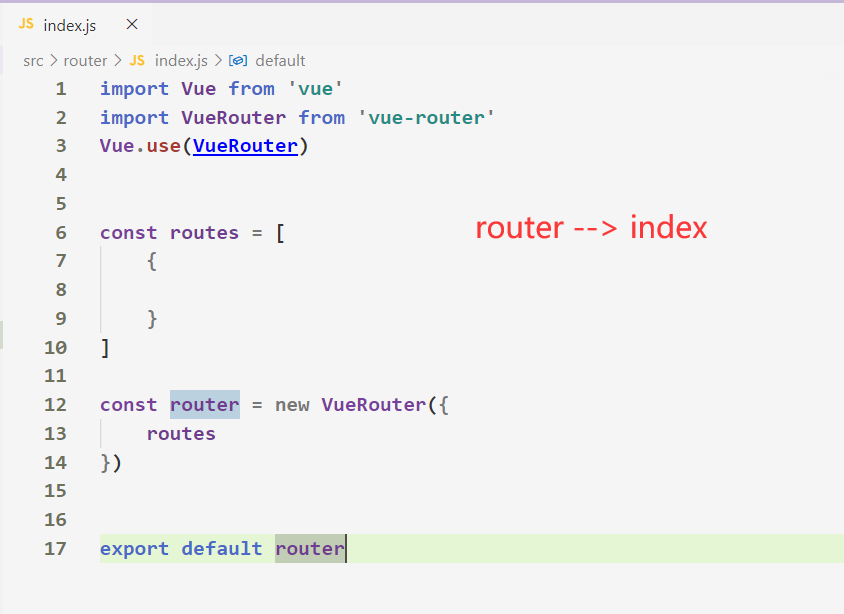 JS index.js ×
src > router > JS index.js > default
1 import Vue from 'vue'
2 import VueRouter from 'vue-router'
3 Vue.use(VueRouter)
4
5
6 const routes = [
router --> index
7     {
8
9     }
10 ]
11
12 const router = new VueRouter({
13     routes
14 })
15
16
17 export default router